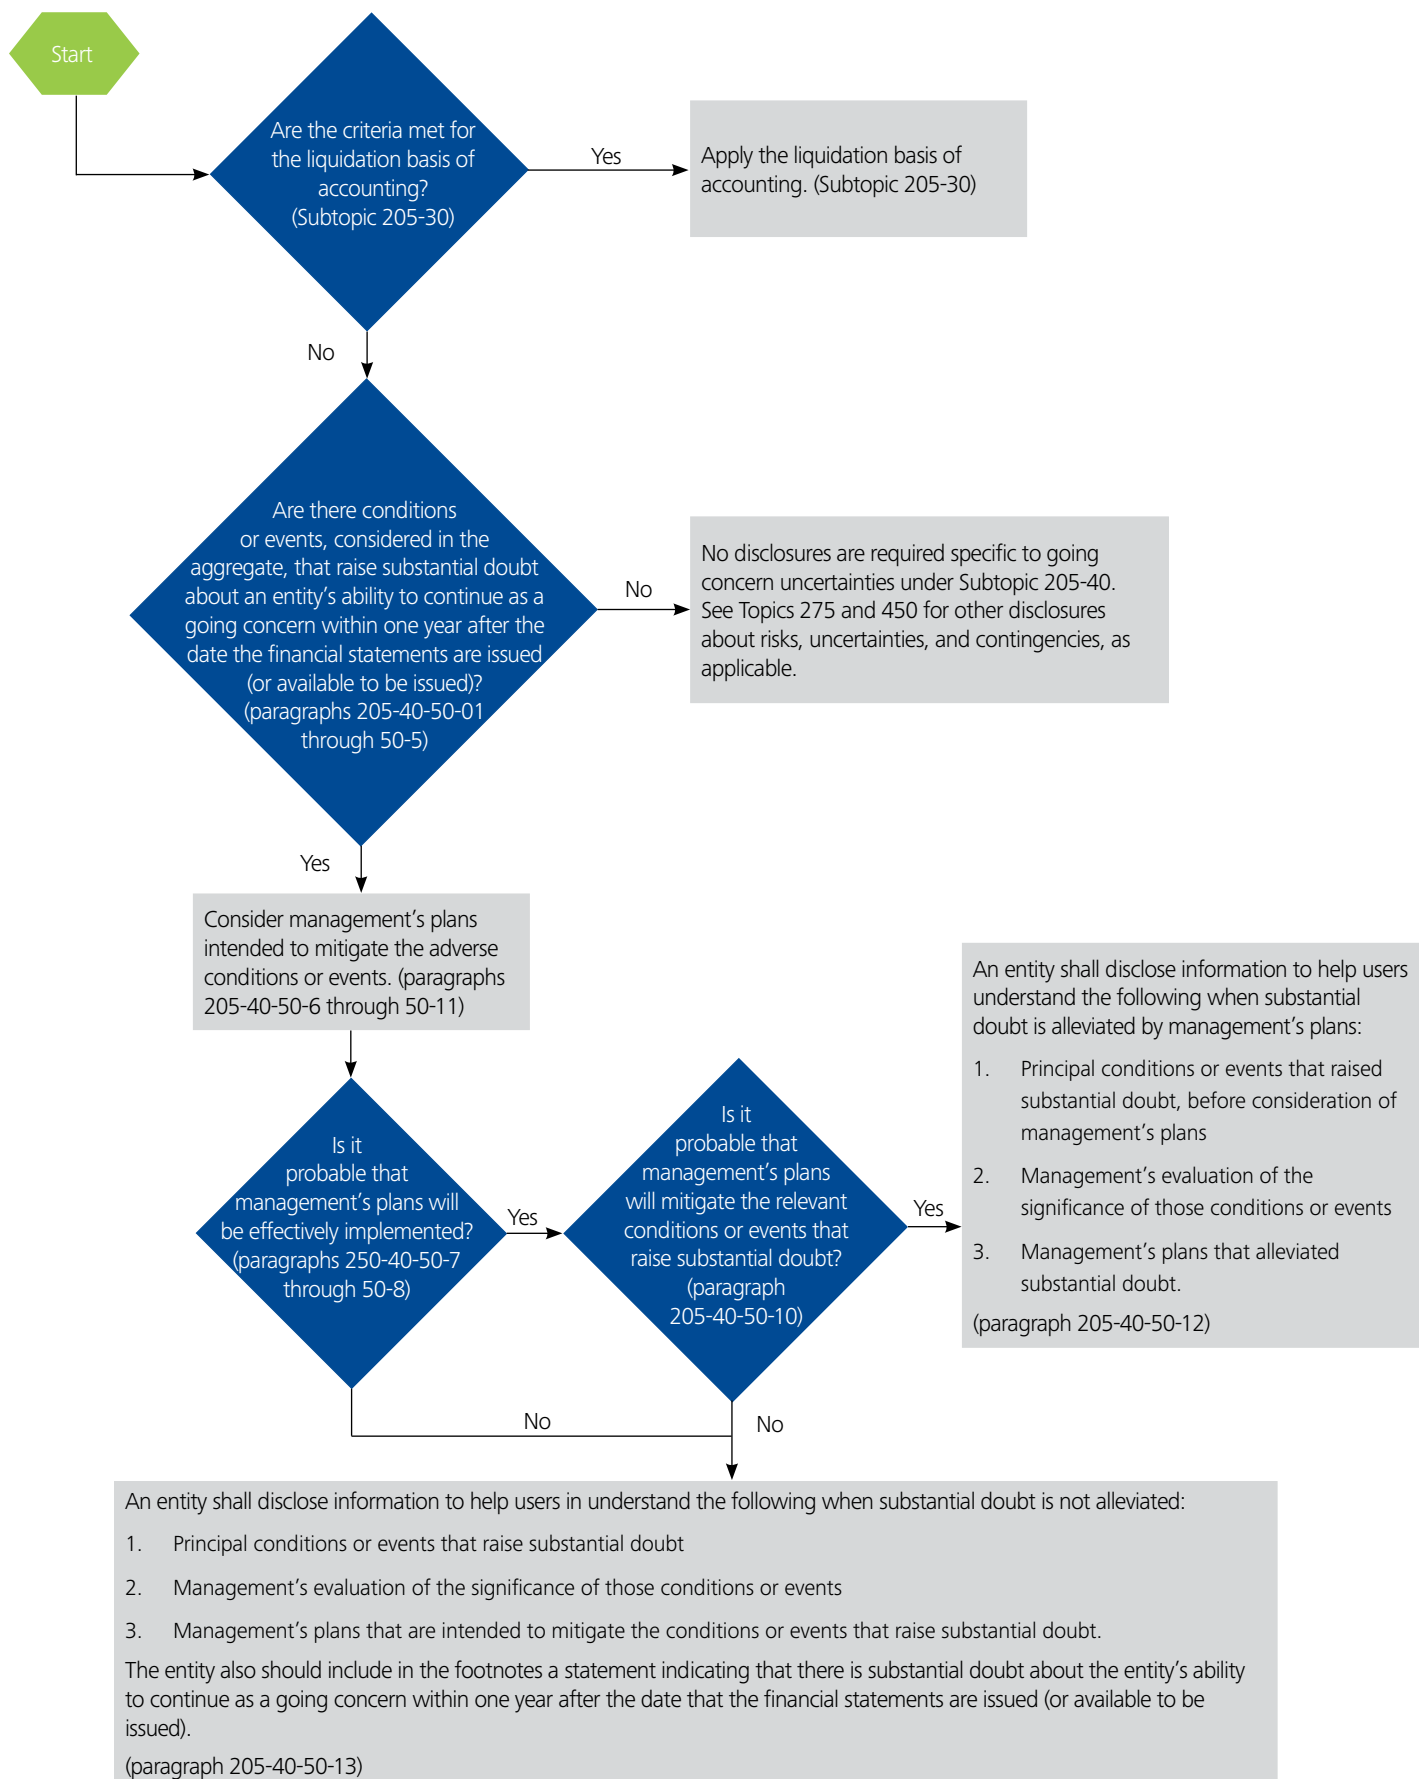 Start
Are the criteria met for
the liquidation basis of
accounting?
(Subtopic 205-30)
Yes
Apply the liquidation basis of
accounting. (Subtopic 205-30)
No
Are there conditions
or events, considered in the
aggregate, that raise substantial doubt
about an entity's ability to continue as a
going concern within one year after the
date the financial statements are issued
(or available to be issued)?
(paragraphs 205-40-50-01
through 50-5)
No
No disclosures are required specific to going
concern uncertainties under Subtopic 205-40.
See Topics 275 and 450 for other disclosures
about risks, uncertainties, and contingencies, as
applicable.
Yes
Consider management's plans
intended to mitigate the adverse
conditions or events. (paragraphs
205-40-50-6 through 50-11)
Is it
probable that
management's plans will
be effectively implemented?
(paragraphs 250-40-50-7
through 50-8)
Yes
Is it
probable that
management's plans
will mitigate the relevant
conditions or events that
raise substantial doubt?
(paragraph
205-40-50-10)
Yes
An entity shall disclose information to help users
understand the following when substantial
doubt is alleviated by management's plans:
1. Principal conditions or events that raised
substantial doubt, before consideration of
management's plans
2. Management's evaluation of the
significance of those conditions or events
3. Management's plans that alleviated
substantial doubt.
(paragraph 205-40-50-12)
No
No
An entity shall disclose information to help users in understand the following when substantial doubt is not alleviated:
1. Principal conditions or events that raise substantial doubt
2. Management's evaluation of the significance of those conditions or events
3. Management's plans that are intended to mitigate the conditions or events that raise substantial doubt.
The entity also should include in the footnotes a statement indicating that there is substantial doubt about the entity's ability
to continue as a going concern within one year after the date that the financial statements are issued (or available to be
issued).
(paragraph 205-40-50-13)